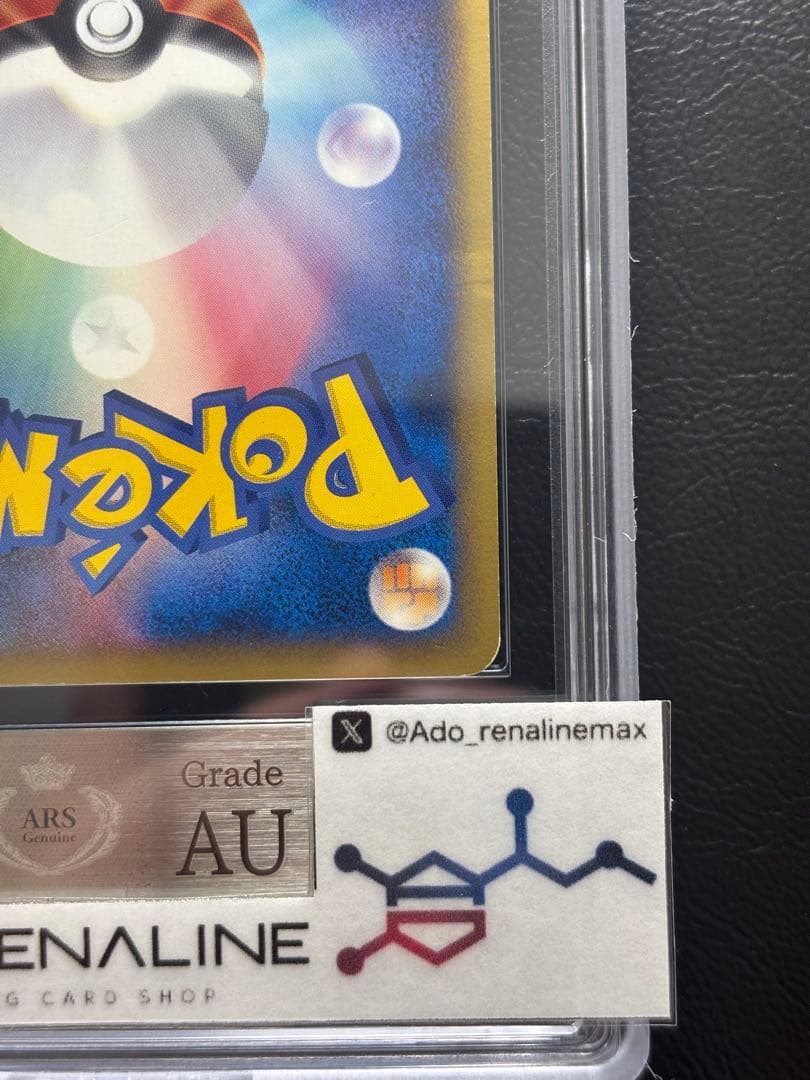 Pokém
@Ado_renalinemax
Grade
AU
ARS
Genuine
ENALINE
G CARD SHOP